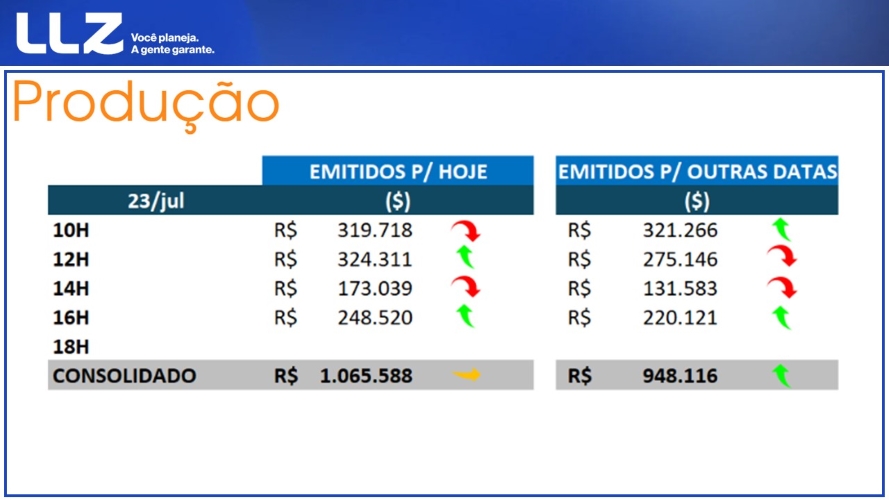 LLZ
Você planeja.
A gente garante.
Produção
EMITIDOS P/ HOJE EMITIDOS P/ OUTRAS DATAS
23/jul ($) ($)
10H R$ 319.718 R$ 321.266
12H R$ 324.311 R$ 275.146
14H R$ 173.039 R$ 131.583
16H R$ 248.520 R$ 220.121
18H
CONSOLIDADO R$ 1.065.588 R$ 948.116